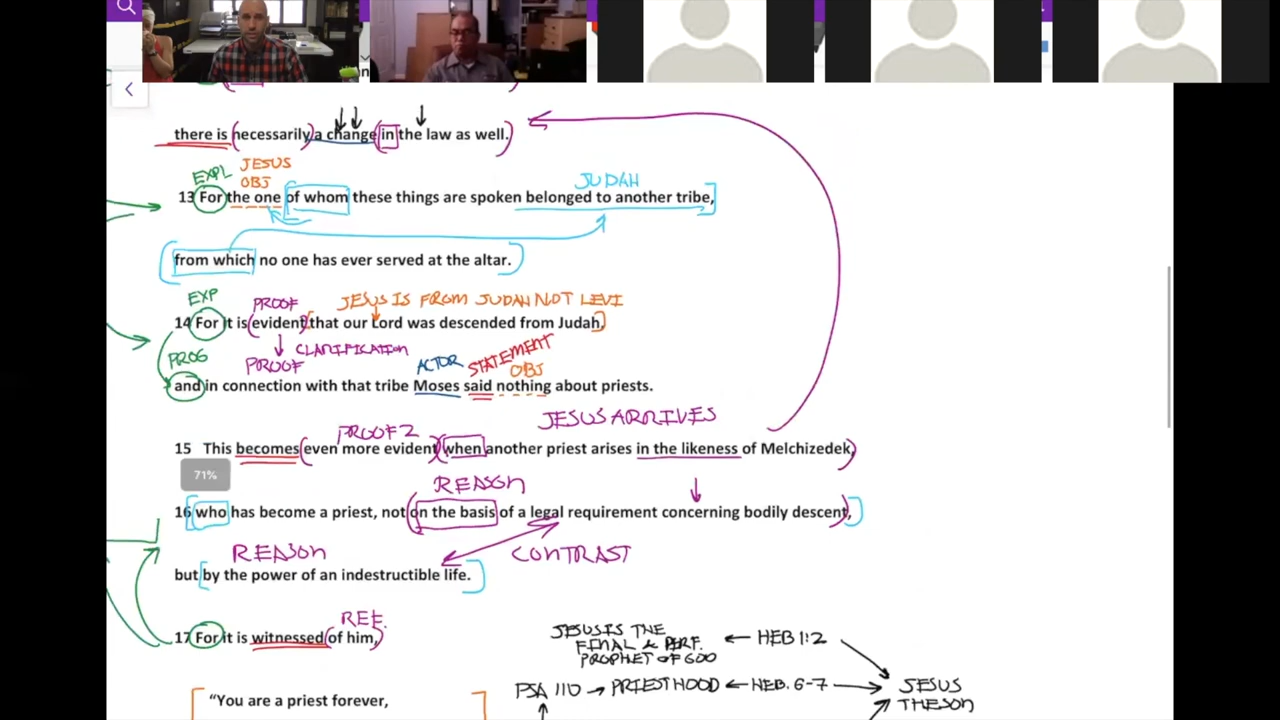 there is (necessarily) a change (in the law as well.)
EXPL JESUS
OBJ JUDAH
13 For the one [of whom these things are spoken belonged to another tribe,]
[from which no one has ever served at the altar.]
EXP PROOF JESUS IS FROM JUDAH NOT LEVI
14 For it is (evident) [that our Lord was descended from Judah,]
CLARIFICATION
PROG PROOF ACTOR STATEMENT OBJ
and in connection with that tribe Moses said nothing about priests.
JESUS ARRIVES
PROOF 2
15 This becomes (even more evident) (when another priest arises in the likeness of Melchizedek,)
71%
REASON
16 [who has become a priest, not (on the basis of a legal requirement concerning bodily descent),]
REASON CONTRAST
but [by the power of an indestructible life.]
REF.
17 For it is witnessed (of him,)
JESUS IS THE
FINAL & PERF. ← HEB 1:2
PROPHET OF GOD
PSA 110 → PRIESTHOOD ← HEB. 6-7 → JESUS
THE SON
[“You are a priest forever,]